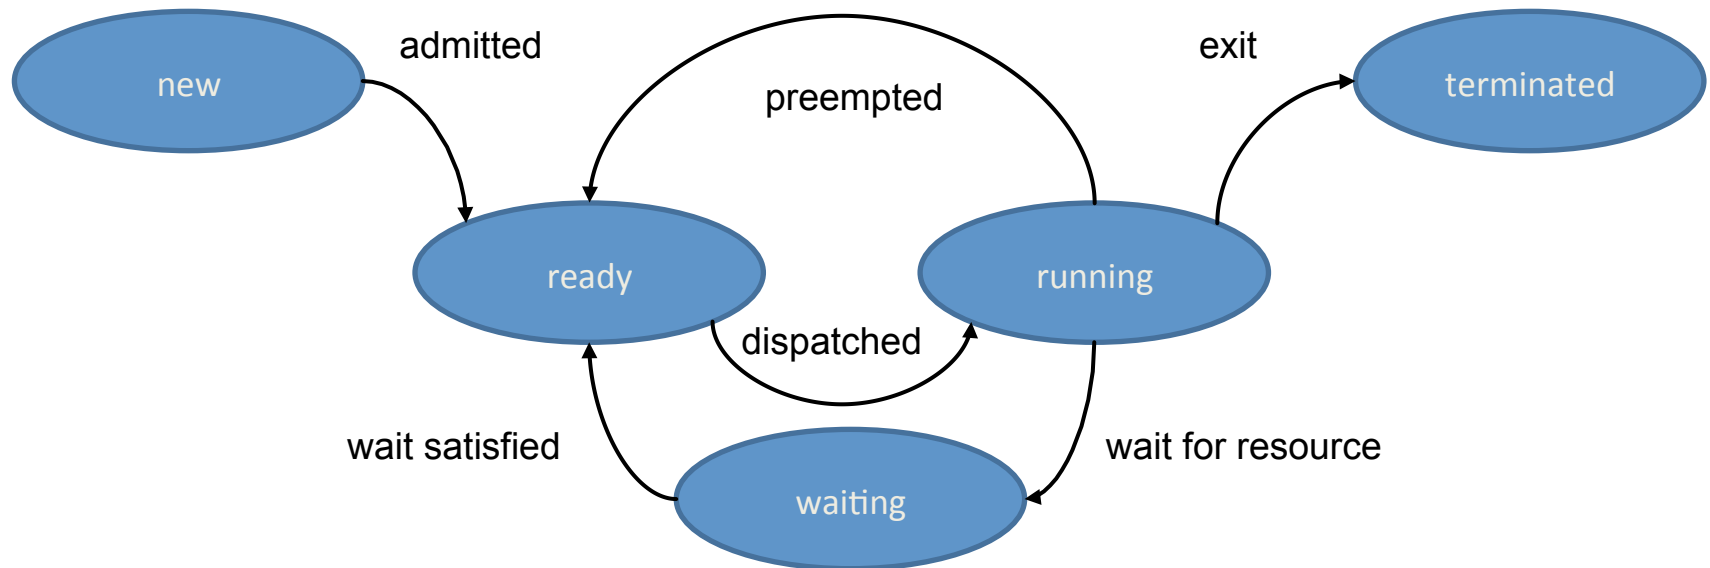 admitted
exit
new
preempted
terminated
ready
running
dispatched
wait satisfied
wait for resource
waiting